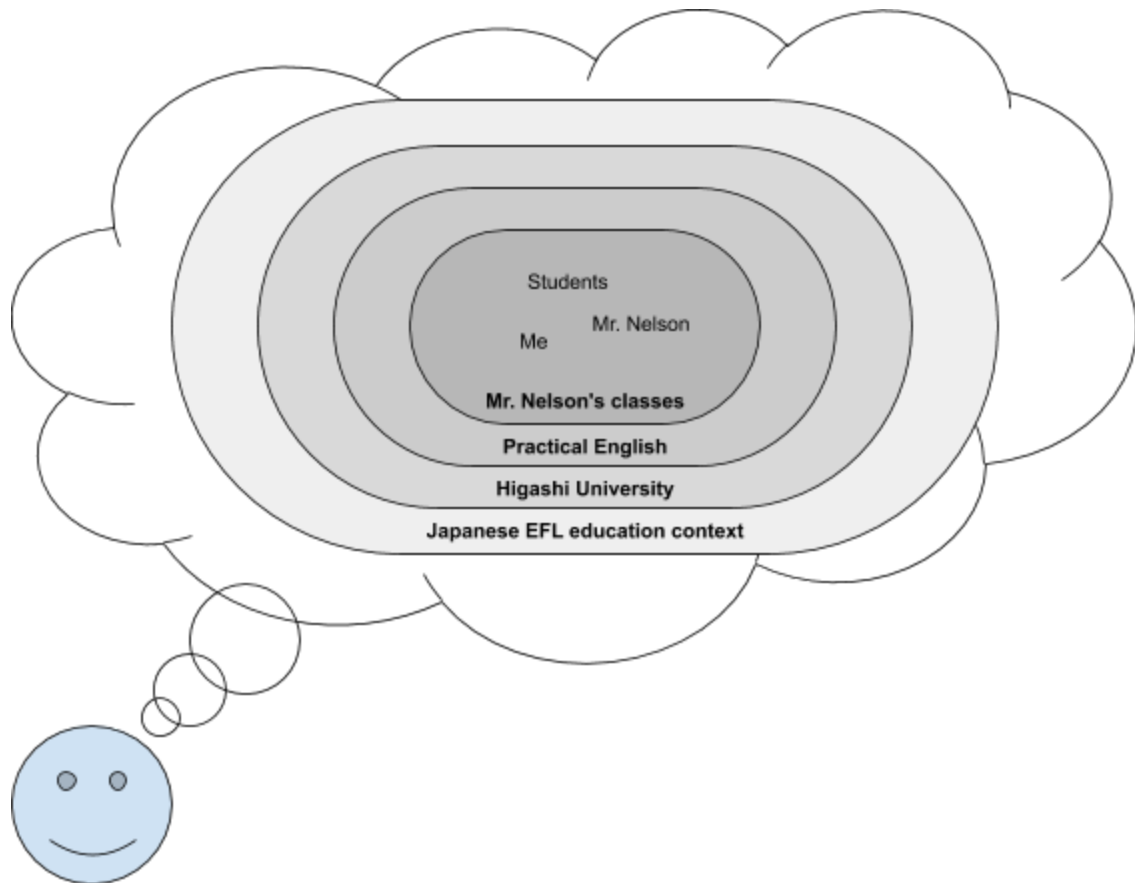 Students
Mr. Nelson
Me
Mr. Nelson's classes
Practical English
Higashi University
Japanese EFL education context